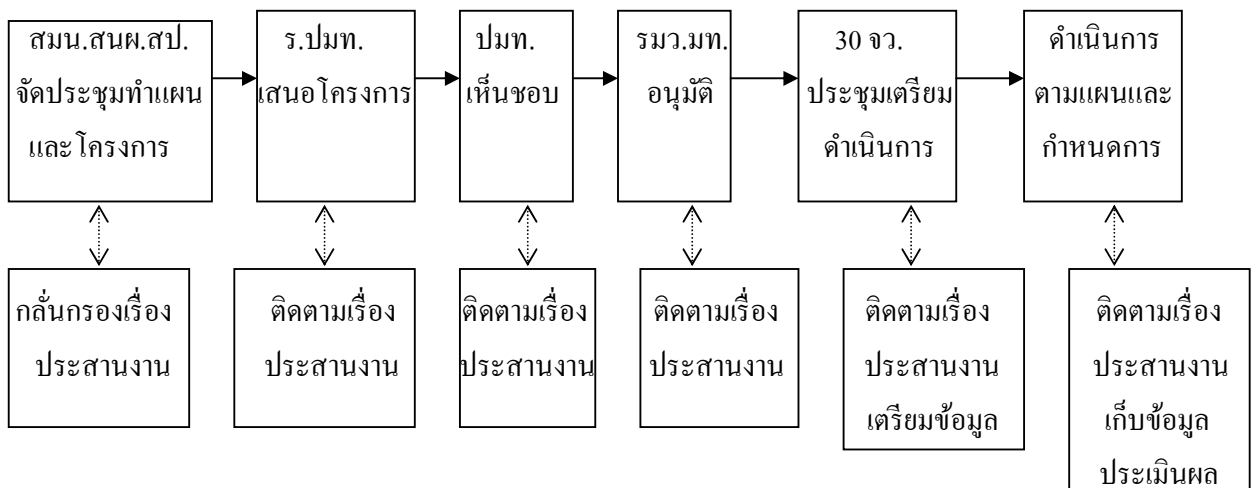 สมน.สนผ.สป.
จัดประชุมทำแผน
และโครงการ
ร.ปมท.
เสนอโครงการ
ปมท.
เห็นชอบ
รมว.มท.
อนุมัติ
30 จว.
ประชุมเตรียม
ดำเนินการ
ดำเนินการ
ตามแผนและ
กำหนดการ
กลั่นกรองเรื่อง
ประสานงาน
ติดตามเรื่อง
ประสานงาน
ติดตามเรื่อง
ประสานงาน
ติดตามเรื่อง
ประสานงาน
ติดตามเรื่อง
ประสานงาน
เตรียมข้อมูล
ติดตามเรื่อง
ประสานงาน
เก็บข้อมูล
ประเมินผล